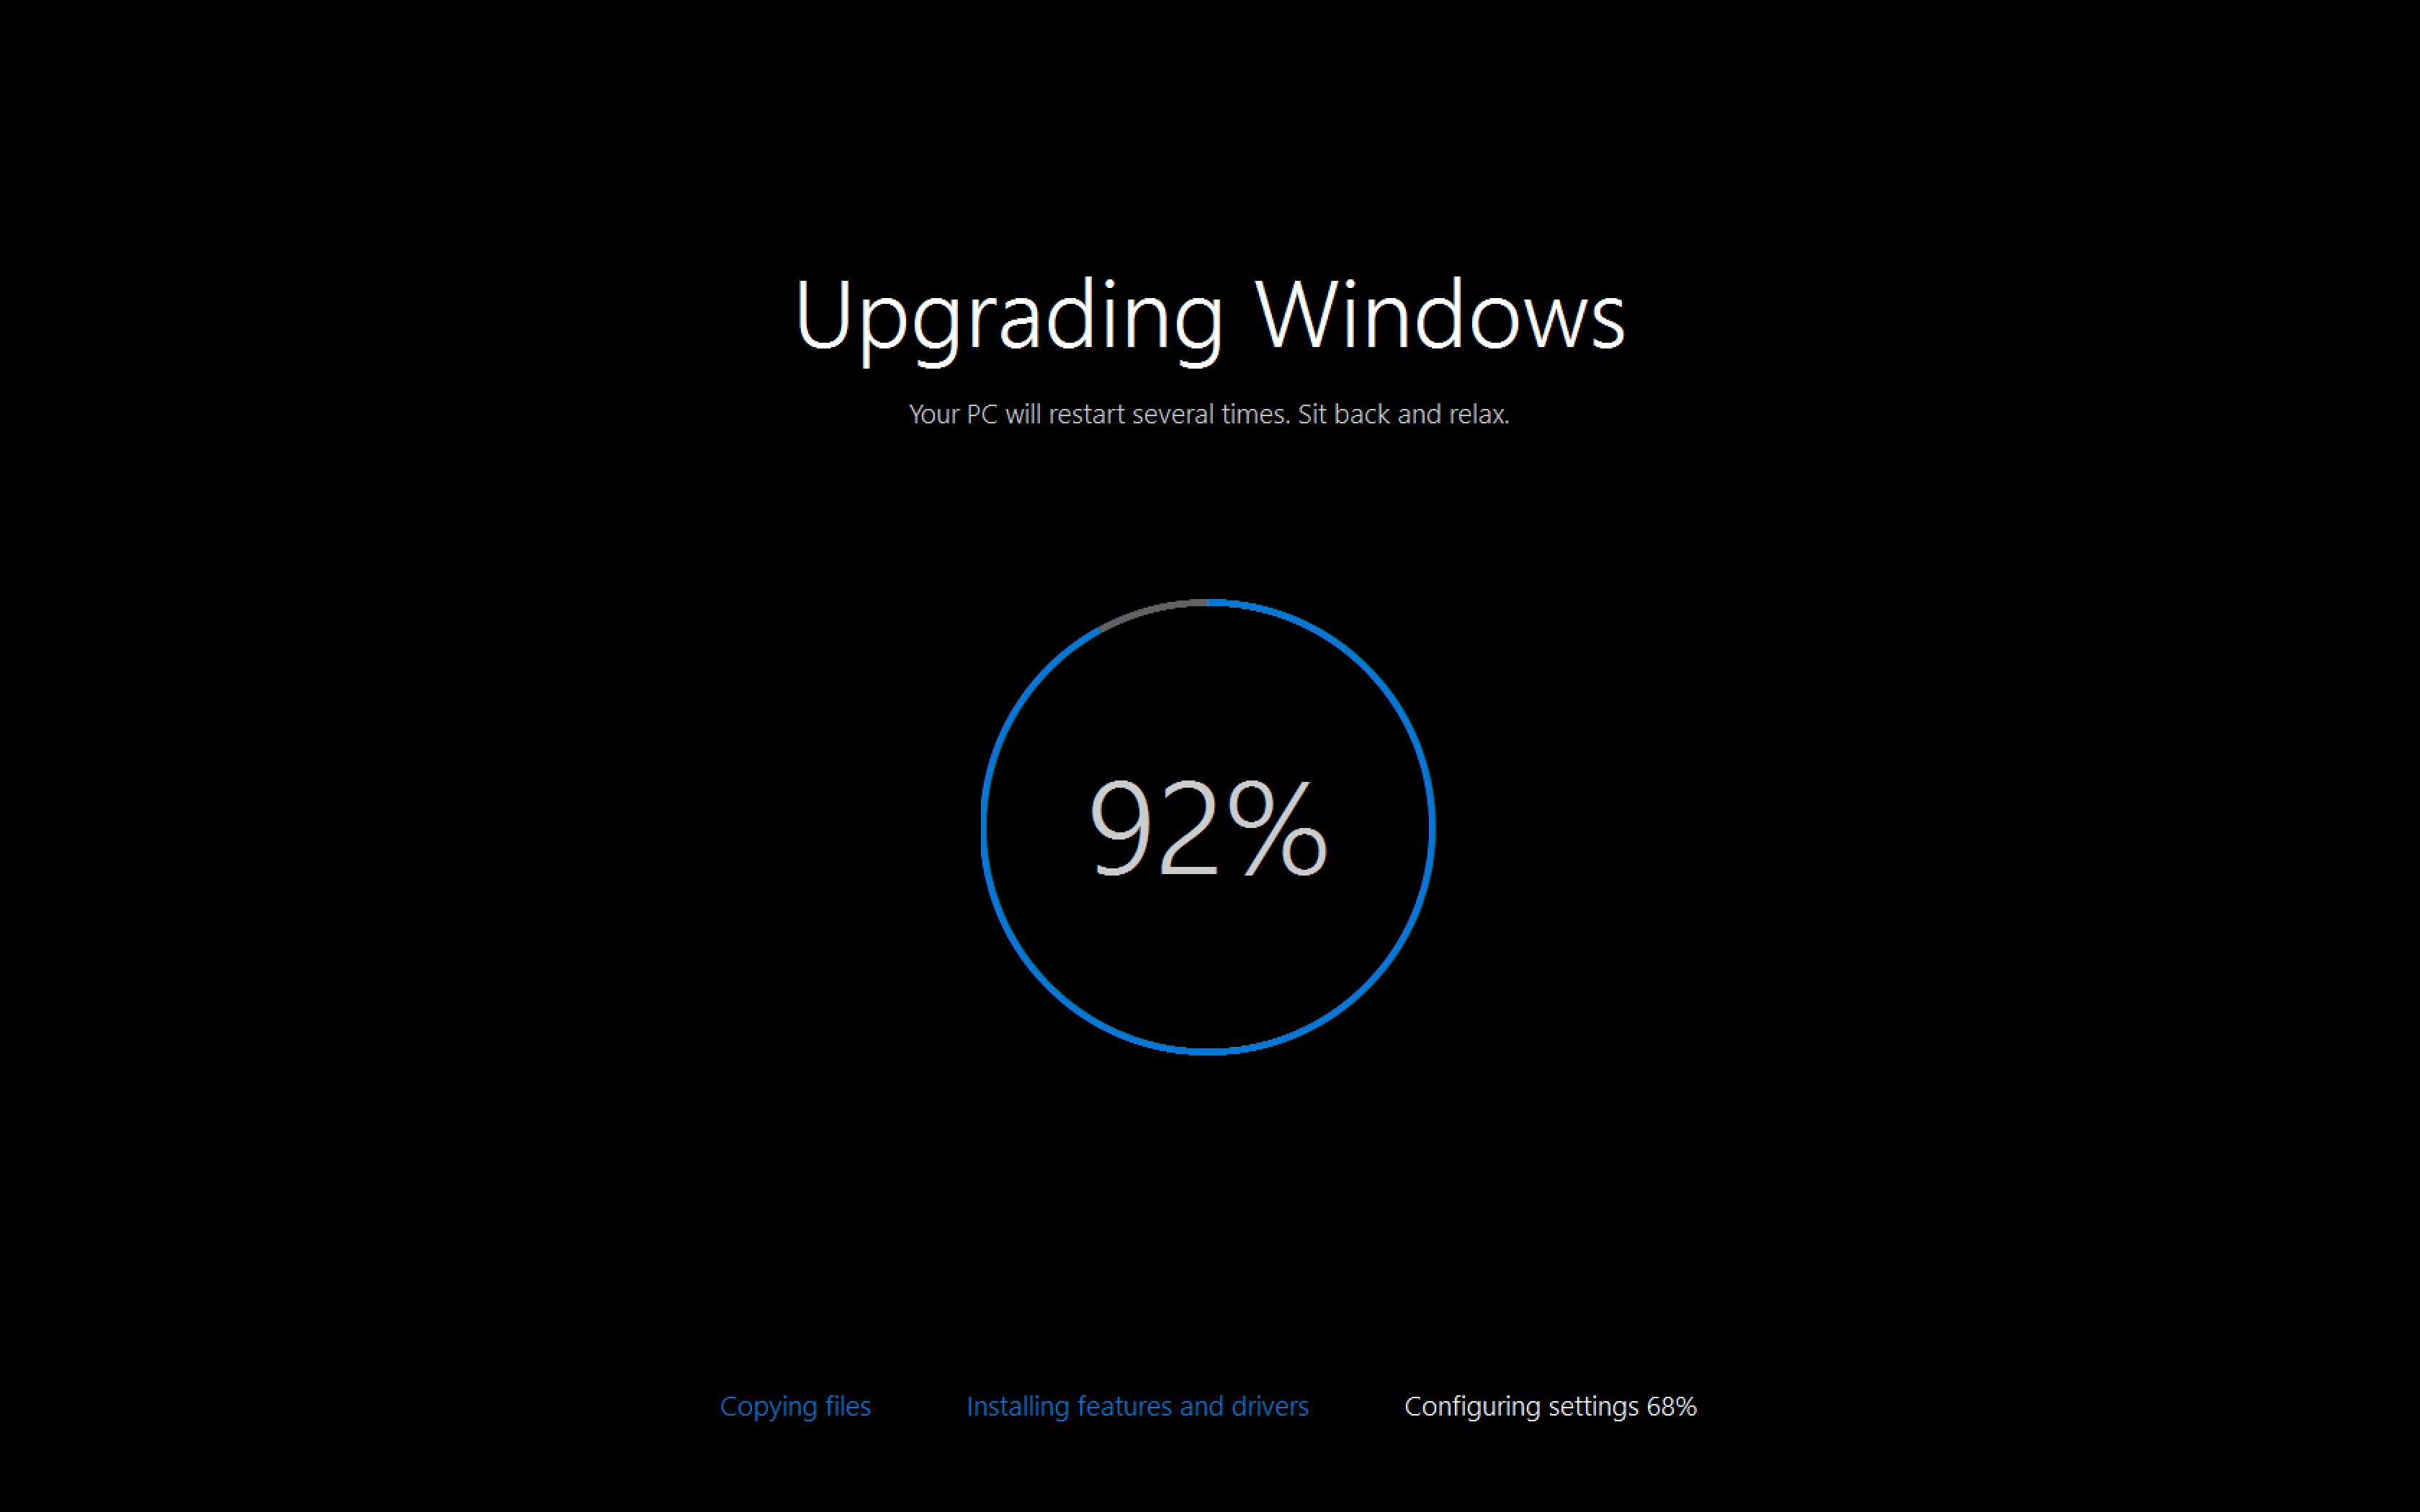 Upgrading Windows
Your PC will restart several times. Sit back and relax.
92%
Copying files
Installing features and drivers
Configuring settings 68%